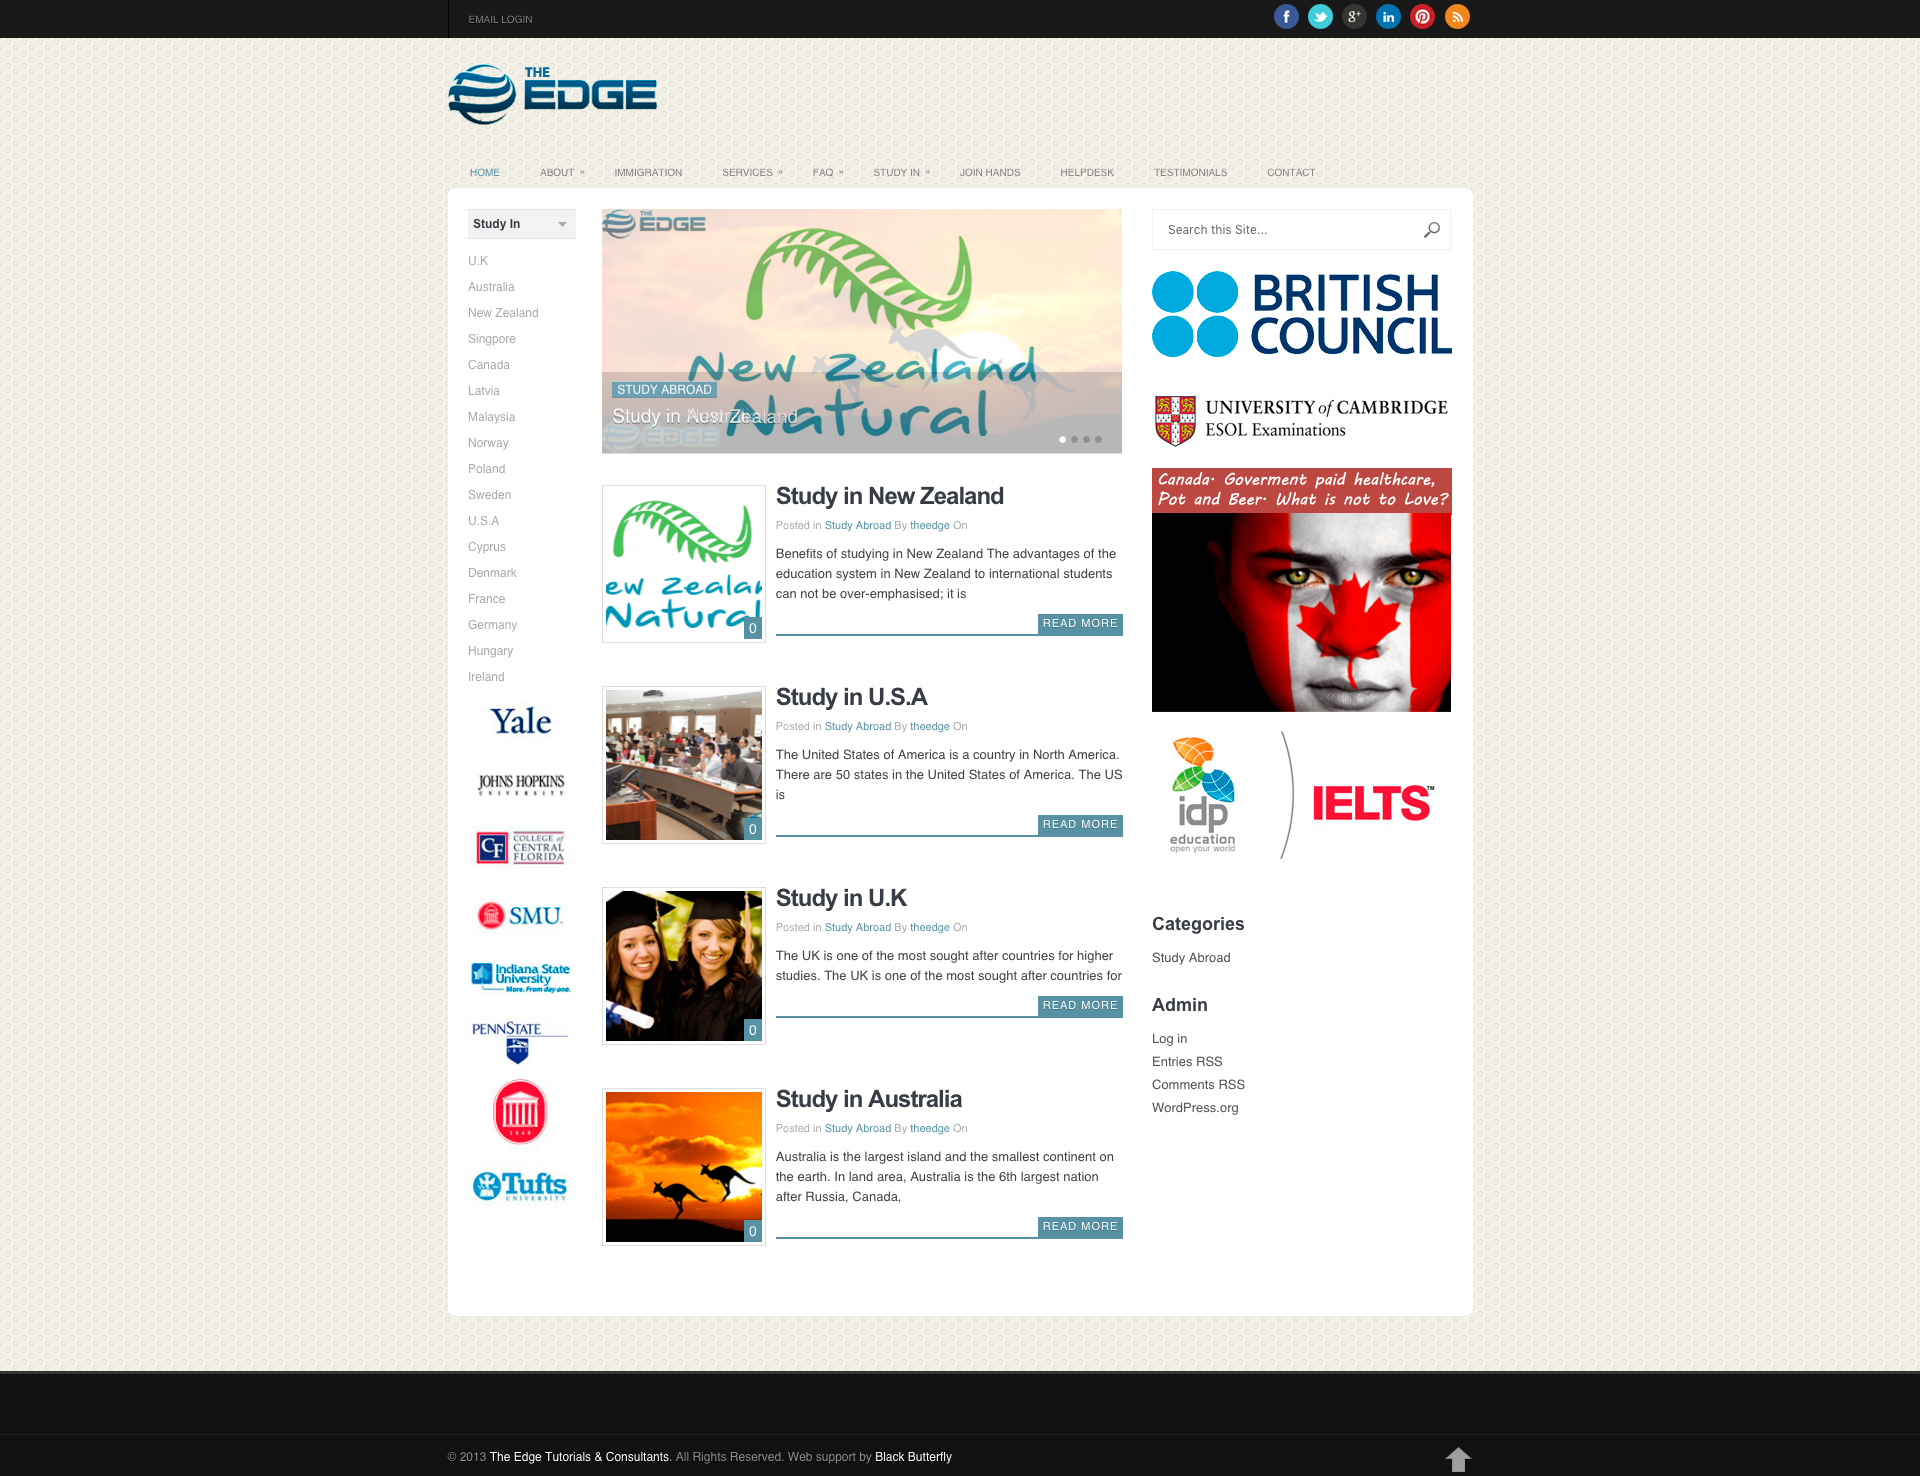 EMAIL LOGIN
THE
EDGE
HOME ABOUT » IMMIGRATION SERVICES » FAQ » STUDY IN » JOIN HANDS HELPDESK TESTIMONIALS CONTACT
Study In
U.K
Australia
New Zealand
Singpore
Canada
Latvia
Malaysia
Norway
Poland
Sweden
U.S.A
Cyprus
Denmark
France
Germany
Hungary
Ireland
Yale
JOHNS HOPKINS
UNIVERSITY
CF COLLEGE of
CENTRAL
FLORIDA
SMU
Indiana State
University
More. From day one.
PENNSTATE
1855
Tufts
UNIVERSITY
THE
EDGE
New Zealand
Natural
STUDY ABROAD
Study in New Zealand
EDGE
Study in New Zealand
Posted in Study Abroad By theedge On
Benefits of studying in New Zealand The advantages of the
education system in New Zealand to international students
can not be over-emphasised; it is
READ MORE
ew Zealan
Natural
0
Study in U.S.A
Posted in Study Abroad By theedge On
The United States of America is a country in North America.
There are 50 states in the United States of America. The US
is
READ MORE
0
Study in U.K
Posted in Study Abroad By theedge On
The UK is one of the most sought after countries for higher
studies. The UK is one of the most sought after countries for
READ MORE
0
Study in Australia
Posted in Study Abroad By theedge On
Australia is the largest island and the smallest continent on
the earth. In land area, Australia is the 6th largest nation
after Russia, Canada,
READ MORE
0
Search this Site...
BRITISH
COUNCIL
UNIVERSITY of CAMBRIDGE
ESOL Examinations
Canada. Goverment paid healthcare,
Pot and Beer. What is not to Love?
idp
education
open your world
IELTS™
Categories
Study Abroad
Admin
Log in
Entries RSS
Comments RSS
WordPress.org
© 2013 The Edge Tutorials & Consultants. All Rights Reserved. Web support by Black Butterfly